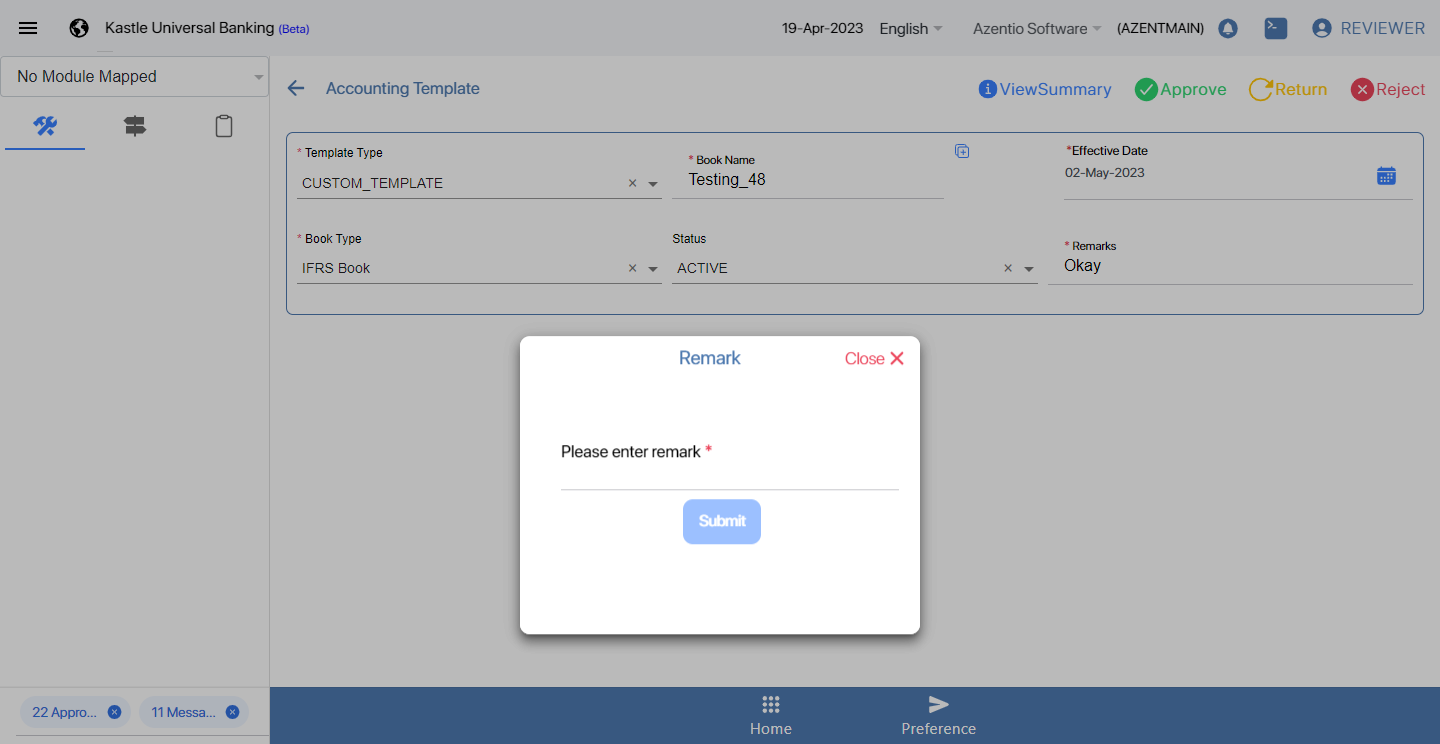 Kastle Universal Banking (Beta)
19-Apr-2023 English Azentio Software (AZENTMAIN) REVIEWER
No Module Mapped
Accounting Template
ViewSummary Approve Return Reject
* Template Type
CUSTOM_TEMPLATE
* Book Name
Testing_48
*Effective Date
02-May-2023
* Book Type
IFRS Book
Status
ACTIVE
* Remarks
Okay
Remark
Close
Please enter remark *
Submit
22 Appro...
11 Messa...
Home
Preference